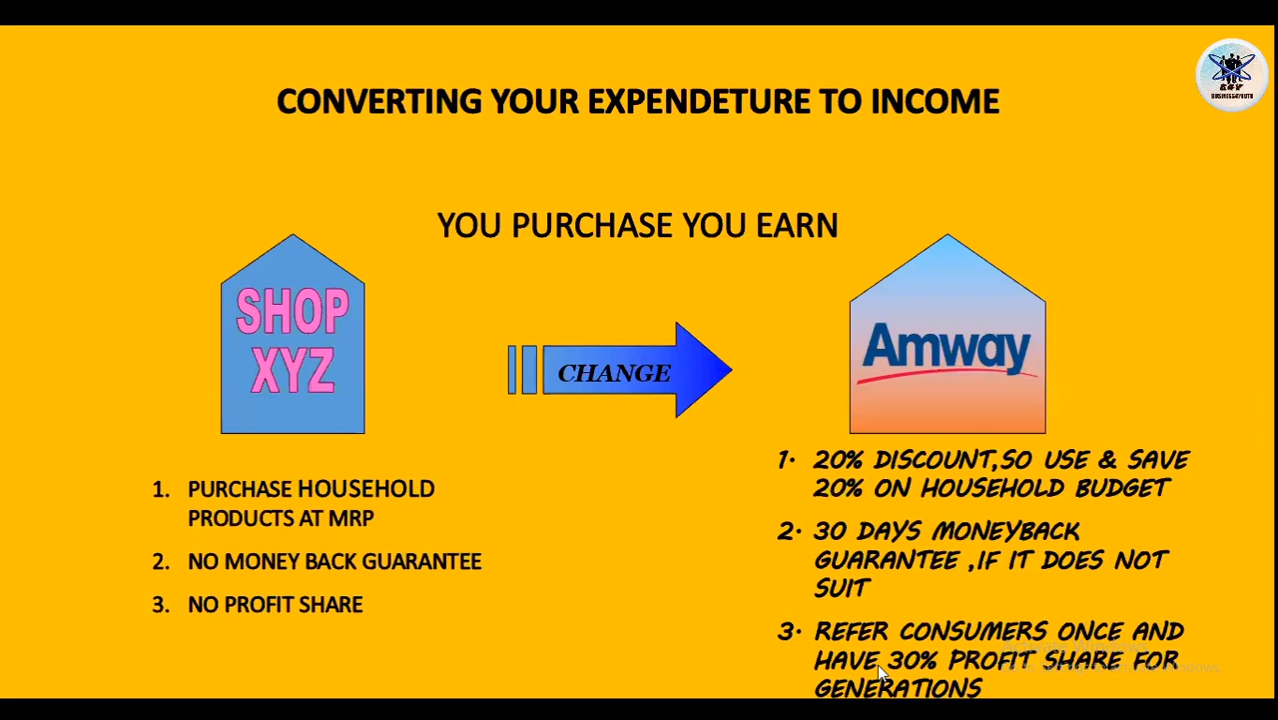 CONVERTING YOUR EXPENDETURE TO INCOME
YOU PURCHASE YOU EARN
SHOP
XYZ
CHANGE
Amway
1. PURCHASE HOUSEHOLD
PRODUCTS AT MRP
2. NO MONEY BACK GUARANTEE
3. NO PROFIT SHARE
1. 20% DISCOUNT,SO USE & SAVE
20% ON HOUSEHOLD BUDGET
2. 30 DAYS MONEYBACK
GUARANTEE ,IF IT DOES NOT
SUIT
3. REFER CONSUMERS ONCE AND
HAVE 30% PROFIT SHARE FOR
GENERATIONS